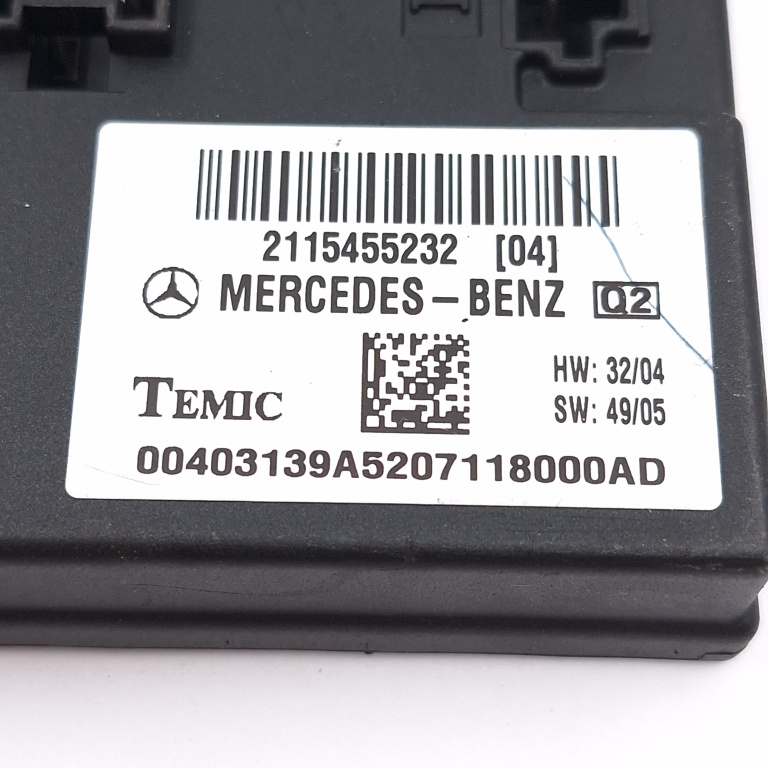 2115455232 [04]
MERCEDES-BENZ Q2
HW: 32/04
TEMIC
SW: 49/05
00403139A5207118000AD